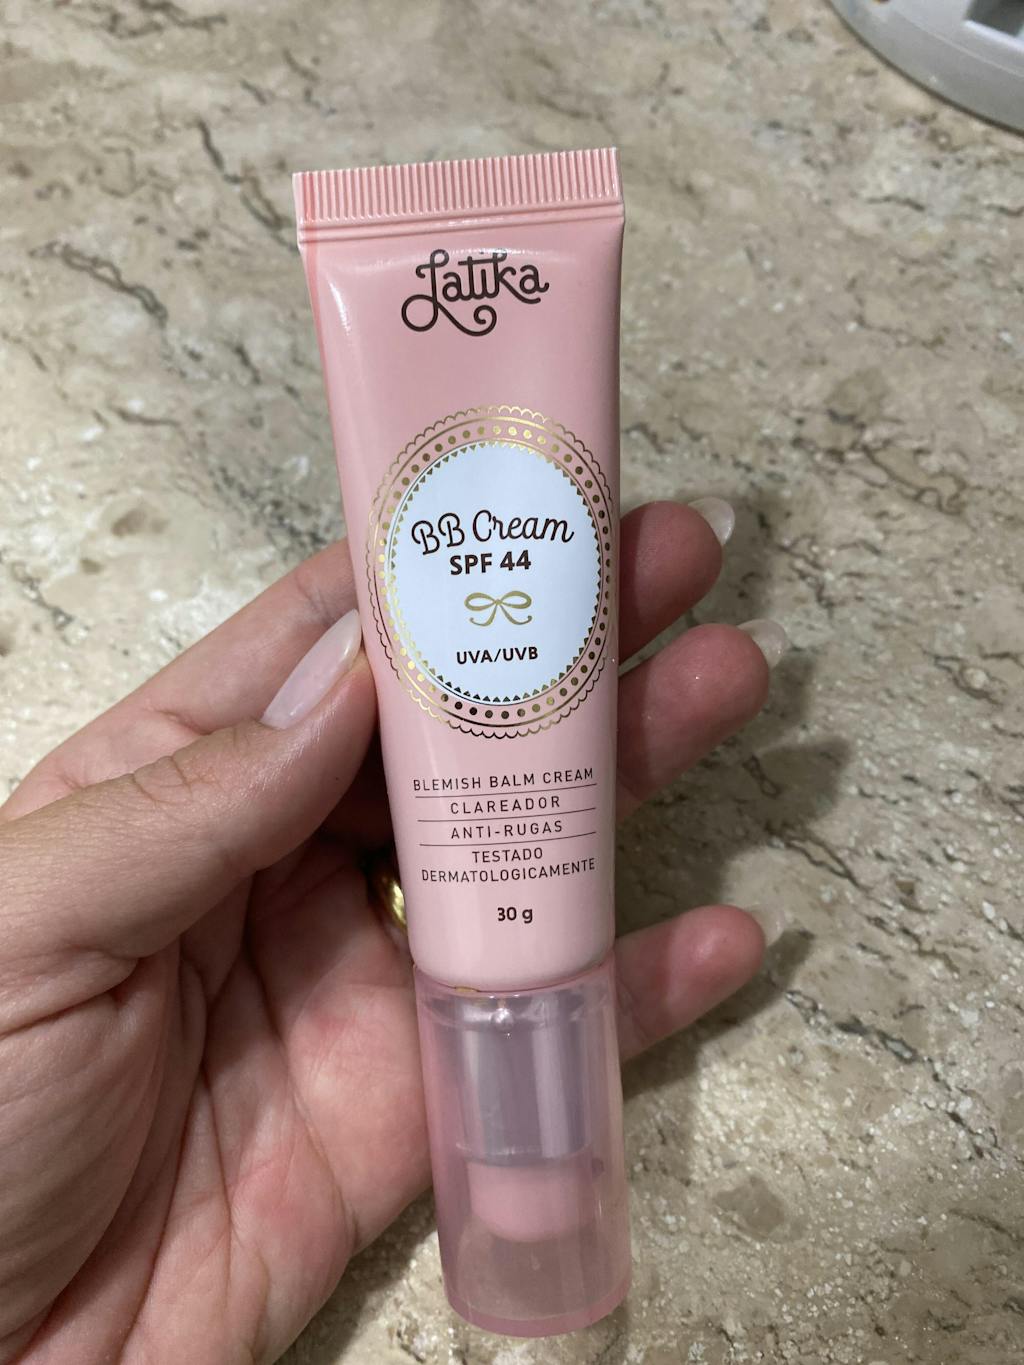 Latika
BB Cream
SPF 44
UVA/UVB
BLEMISH BALM CREAM
CLAREADOR
ANTI-RUGAS
TESTADO
DERMATOLOGICAMENTE
30 g